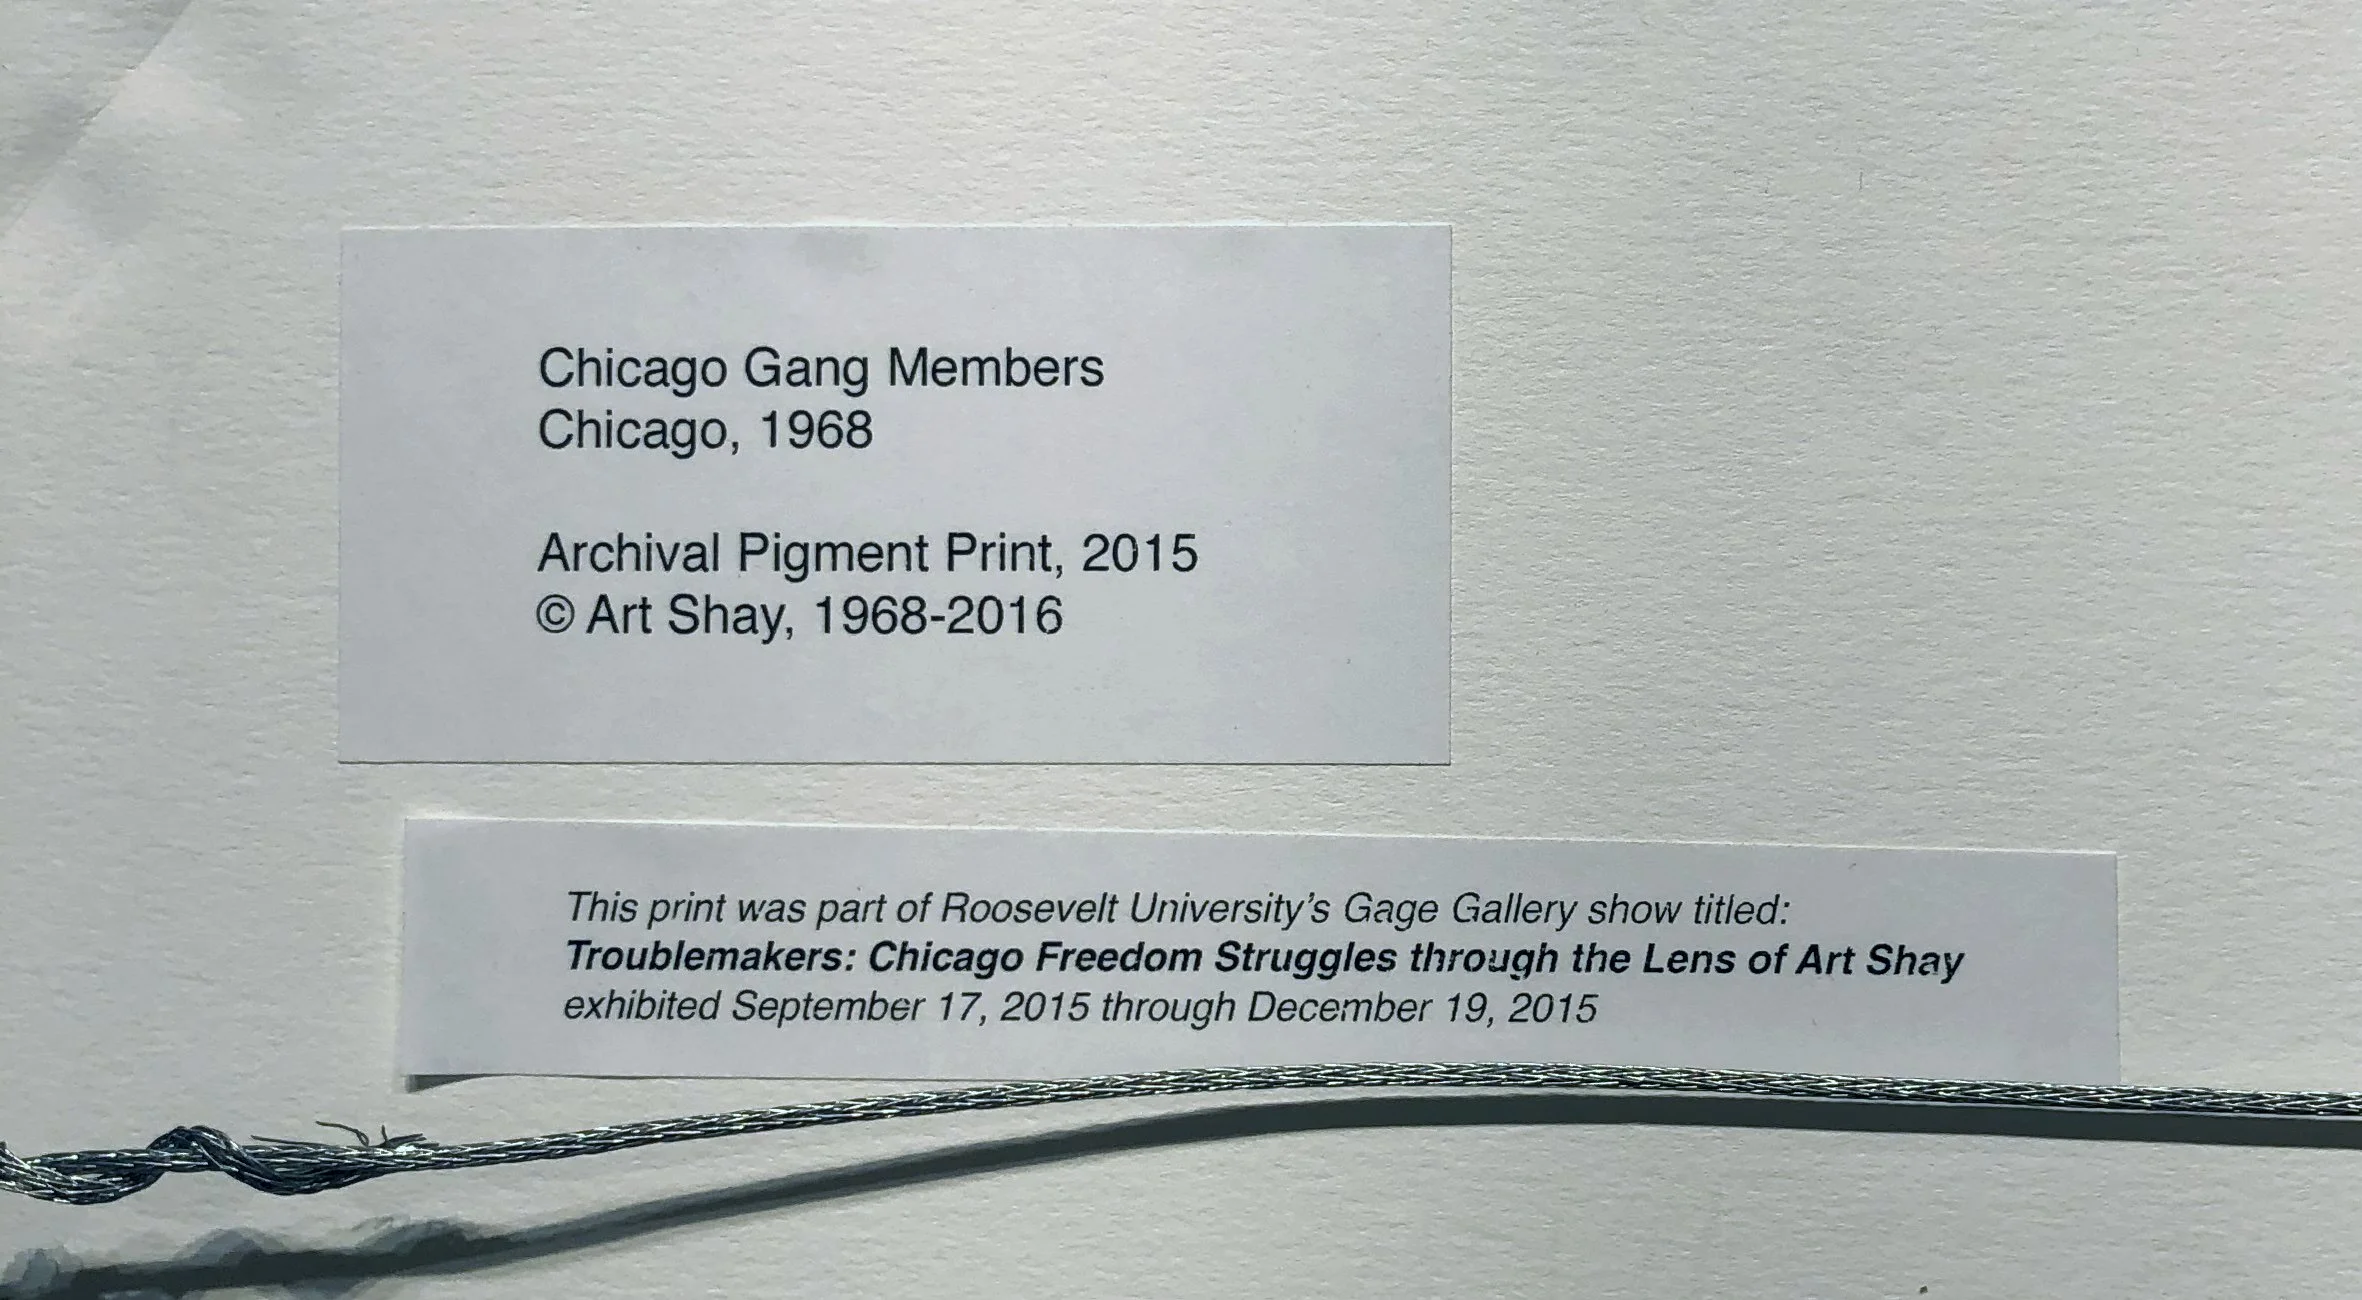 Chicago Gang Members
Chicago, 1968
Archival Pigment Print, 2015
© Art Shay, 1968-2016
This print was part of Roosevelt University's Gage Gallery show titled:
Troublemakers: Chicago Freedom Struggles through the Lens of Art Shay
exhibited September 17, 2015 through December 19, 2015